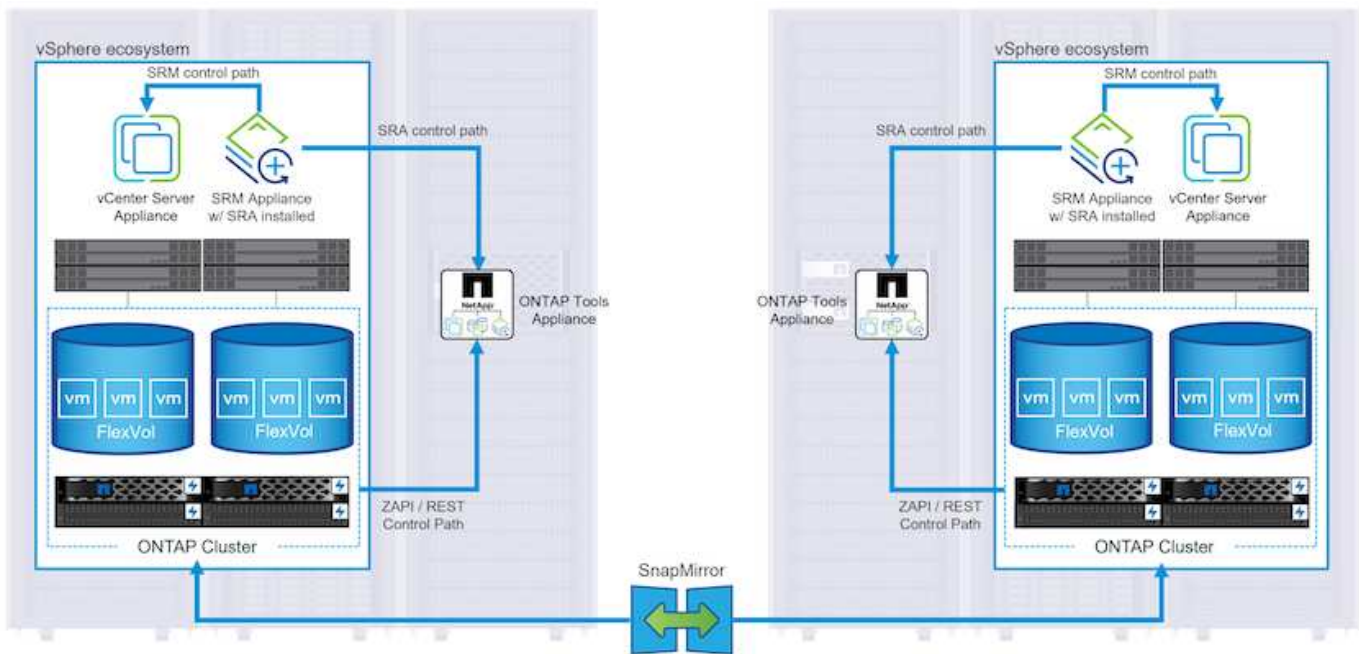 vSphere ecosystem
SRM control path
SRA control path
vCenter Server
Appliance
SRM Appliance
w/ SRA installed
NetApp
ONTAP Tools
Appliance
vm vm vm
FlexVol
vm vm vm
FlexVol
ZAPI / REST
Control Path
ONTAP Cluster
SnapMirror
vSphere ecosystem
SRM control path
SRA control path
SRM Appliance
w/ SRA installed
vCenter Server
Appliance
ONTAP Tools
Appliance
NetApp
vm vm vm
FlexVol
vm vm vm
FlexVol
ZAPI / REST
Control Path
ONTAP Cluster